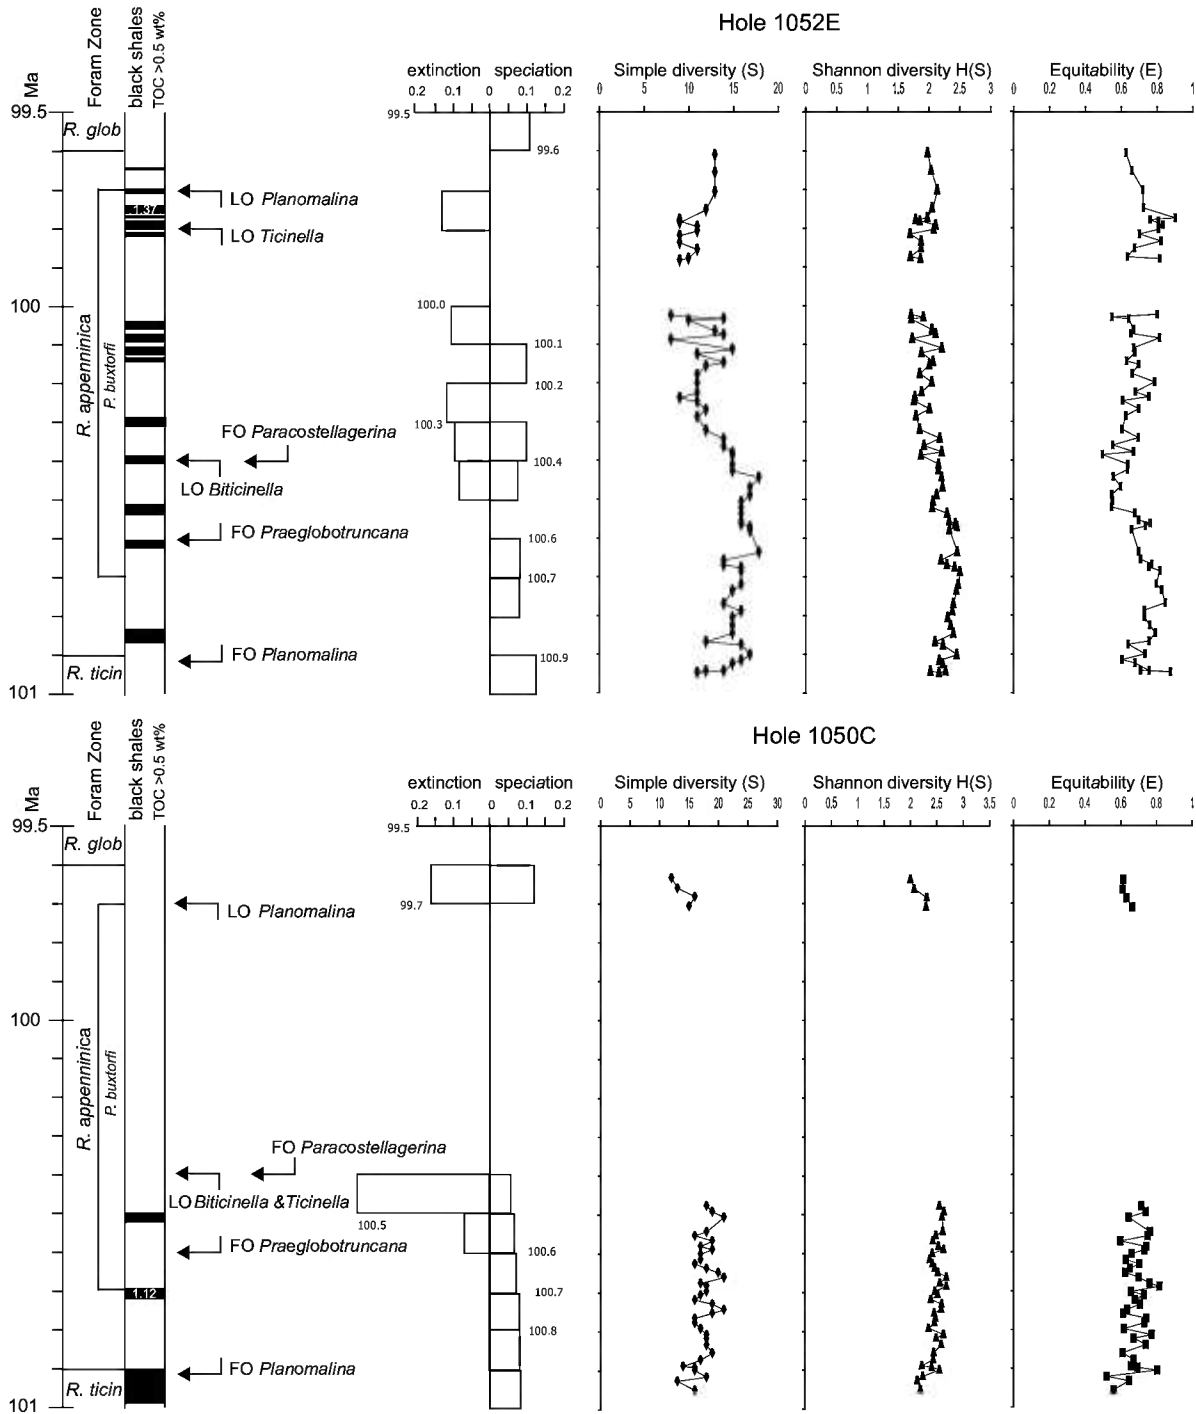 Hole 1052E
Ma
Foram Zone
black shales
TOC >0.5 wt%
extinction speciation
0.2 0.1 0 0.1 0.2
Simple diversity (S)
0 5 10 15 20
Shannon diversity H(S)
0 0.5 1 1.5 2 2.5 3
Equitability (E)
0 0.2 0.4 0.6 0.8 1
99.5
R. glob
99.5
99.6
1.37
LO Planomalina
LO Ticinella
100
R. appenninica
P. buxtorfi
100.0
100.1
100.2
100.3
FO Paracostellagerina
100.4
LO Biticinella
FO Praeglobotruncana
100.6
100.7
FO Planomalina
100.9
R. ticin
101
Hole 1050C
Ma
Foram Zone
black shales
TOC >0.5 wt%
extinction speciation
0.2 0.1 0 0.1 0.2
Simple diversity (S)
0 5 10 15 20 25 30
Shannon diversity H(S)
0 0.5 1 1.5 2 2.5 3 3.5
Equitability (E)
0 0.2 0.4 0.6 0.8 1
99.5
R. glob
99.5
99.7
LO Planomalina
100
R. appenninica
P. buxtorfi
FO Paracostellagerina
LO Biticinella & Ticinella
100.5
FO Praeglobotruncana
100.6
1.12
100.7
100.8
FO Planomalina
R. ticin
101